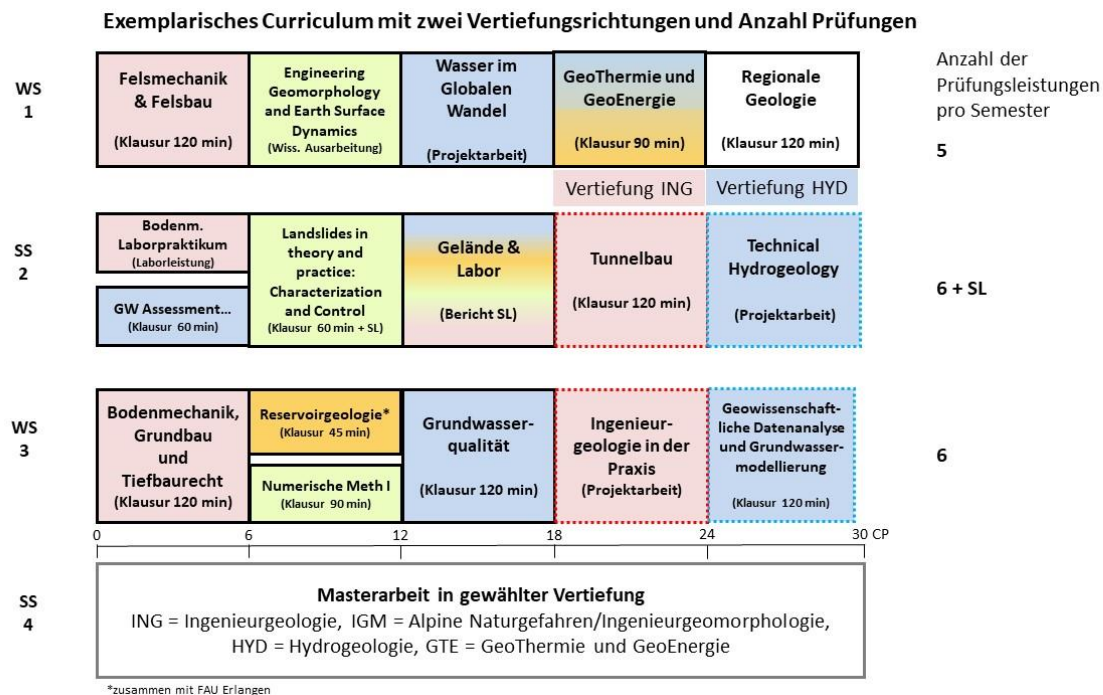 Exemplarisches Curriculum mit zwei Vertiefungsrichtungen und Anzahl Prüfungen
Anzahl der
Prüfungsleistungen
pro Semester
WS
1
Felsmechanik
& Felsbau
(Klausur 120 min)
Engineering
Geomorphology
and Earth Surface
Dynamics
(Wiss. Ausarbeitung)
Wasser im
Globalen
Wandel
(Projektarbeit)
GeoThermie und
GeoEnergie
(Klausur 90 min)
Regionale
Geologie
(Klausur 120 min)
5
Vertiefung ING
Vertiefung HYD
SS
2
Bodenm.
Laborpraktikum
(Laborleistung)
GW Assessment...
(Klausur 60 min)
Landslides in
theory and
practice:
Characterization
and Control
(Klausur 60 min + SL)
Gelände &
Labor
(Bericht SL)
Tunnelbau
(Klausur 120 min)
Technical
Hydrogeology
(Projektarbeit)
6 + SL
WS
3
Bodenmechanik,
Grundbau
und
Tiefbaurecht
(Klausur 120 min)
Reservoirgeologie*
(Klausur 45 min)
Numerische Meth I
(Klausur 90 min)
Grundwasser-
qualität
(Klausur 120 min)
Ingenieur-
geologie in der
Praxis
(Projektarbeit)
Geowissenschaft-
liche Datenanalyse
und Grundwasser-
modellierung
(Klausur 120 min)
6
0 6 12 18 24 30 CP
SS
4
Masterarbeit in gewählter Vertiefung
ING = Ingenieurgeologie, IGM = Alpine Naturgefahren/Ingenieurgeomorphologie,
HYD = Hydrogeologie, GTE = GeoThermie und GeoEnergie
*zusammen mit FAU Erlangen